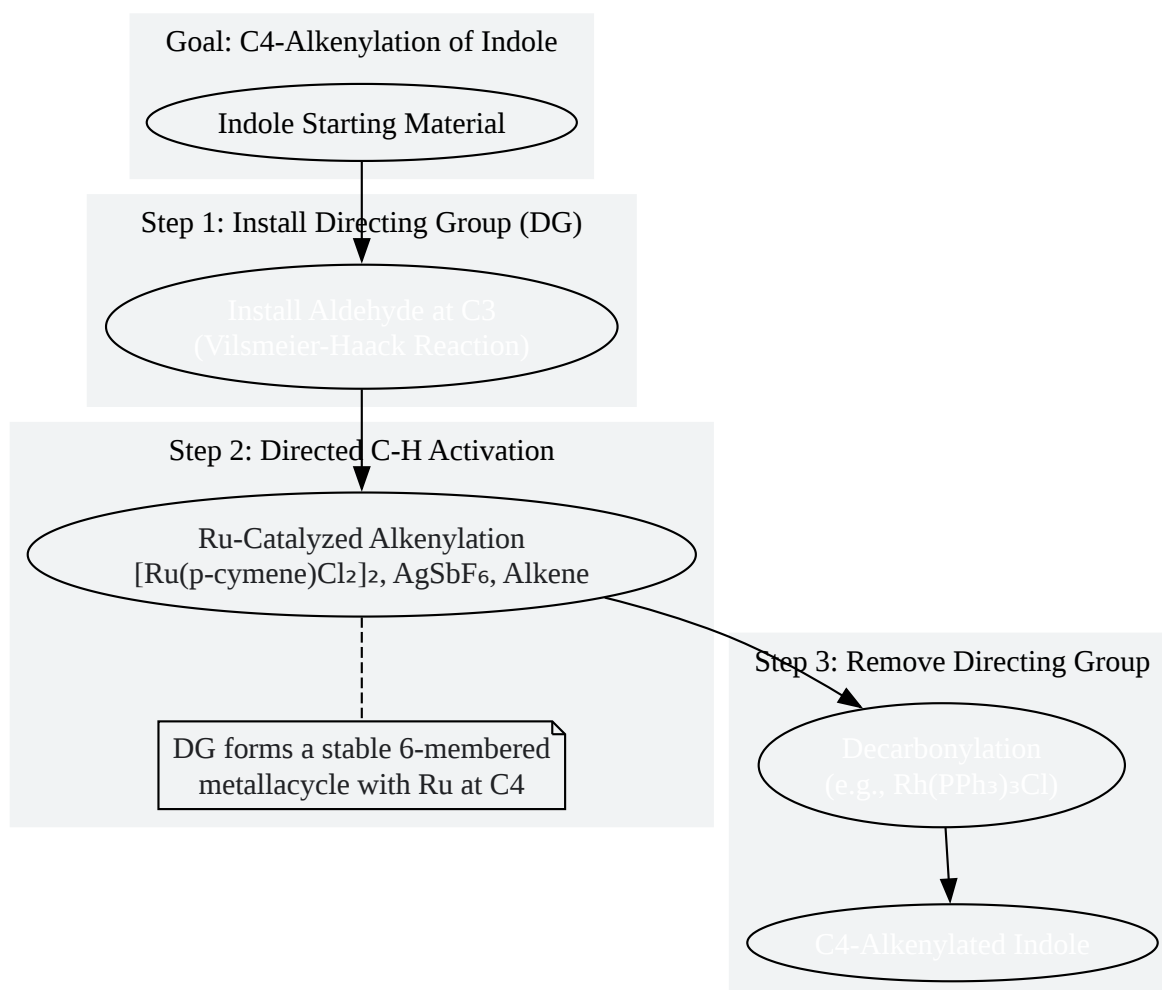 Goal: C4-Alkenylation of Indole
Indole Starting Material
Step 1: Install Directing Group (DG)
Install Aldehyde at C3
(Vilsmeier-Haack Reaction)
Step 2: Directed C-H Activation
Ru-Catalyzed Alkenylation
[Ru(p-cymene)Cl₂]₂, AgSbF₆, Alkene
DG forms a stable 6-membered
metallacycle with Ru at C4
Step 3: Remove Directing Group
Decarbonylation
(e.g., Rh(PPh₃)₃Cl)
C4-Alkenylated Indole